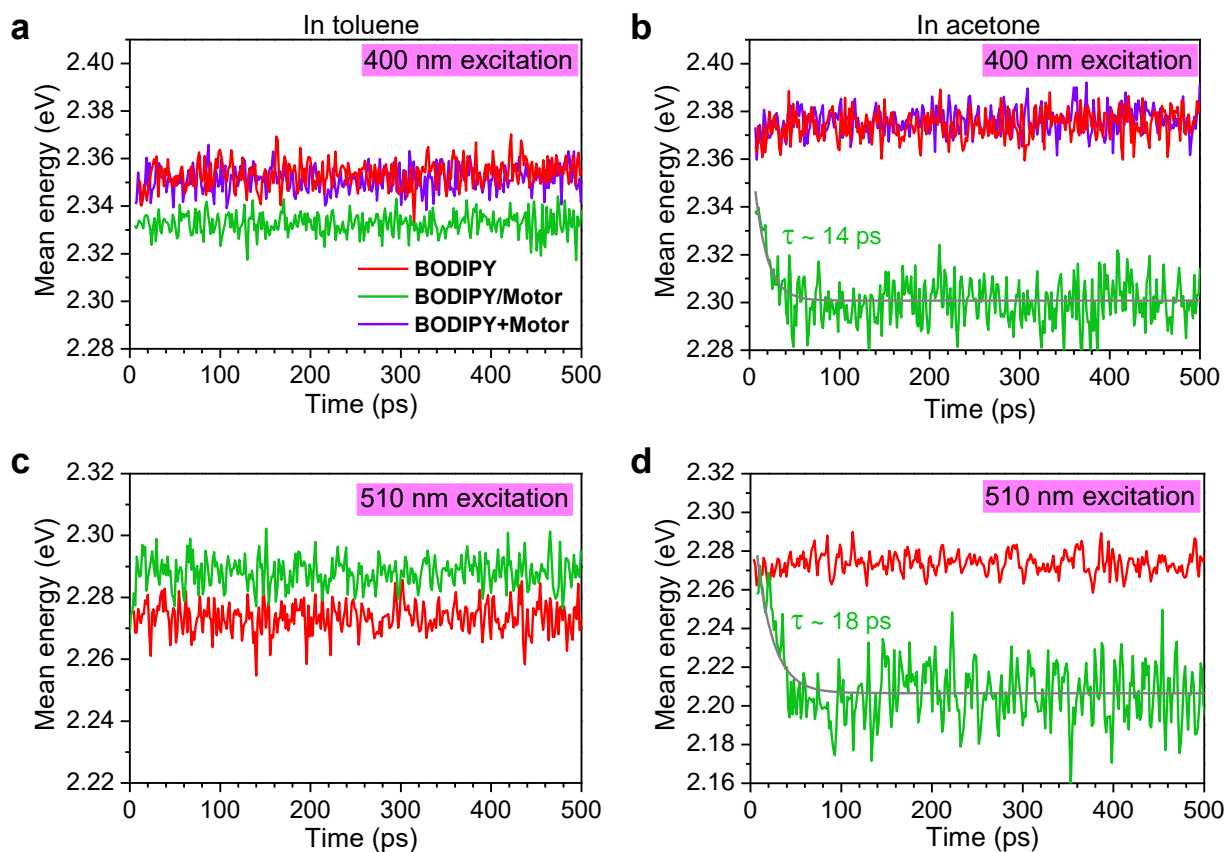 a
In toluene
400 nm excitation
Mean energy (eV)
2.40
2.38
2.36
2.34
2.33
2.30
2.28
BODIPY
BODIPY/Motor
BODIPY+Motor
0 100 200 300 400 500
Time (ps)
b
In acetone
400 nm excitation
Mean energy (eV)
2.40
2.38
2.36
2.34
2.33
2.30
2.28
τ ~ 14 ps
0 100 200 300 400 500
Time (ps)
c
510 nm excitation
Mean energy (eV)
2.32
2.30
2.28
2.26
2.24
2.22
0 100 200 300 400 500
Time (ps)
d
510 nm excitation
Mean energy (eV)
2.32
2.30
2.28
2.26
2.24
2.22
2.20
2.18
2.16
τ ~ 18 ps
0 100 200 300 400 500
Time (ps)